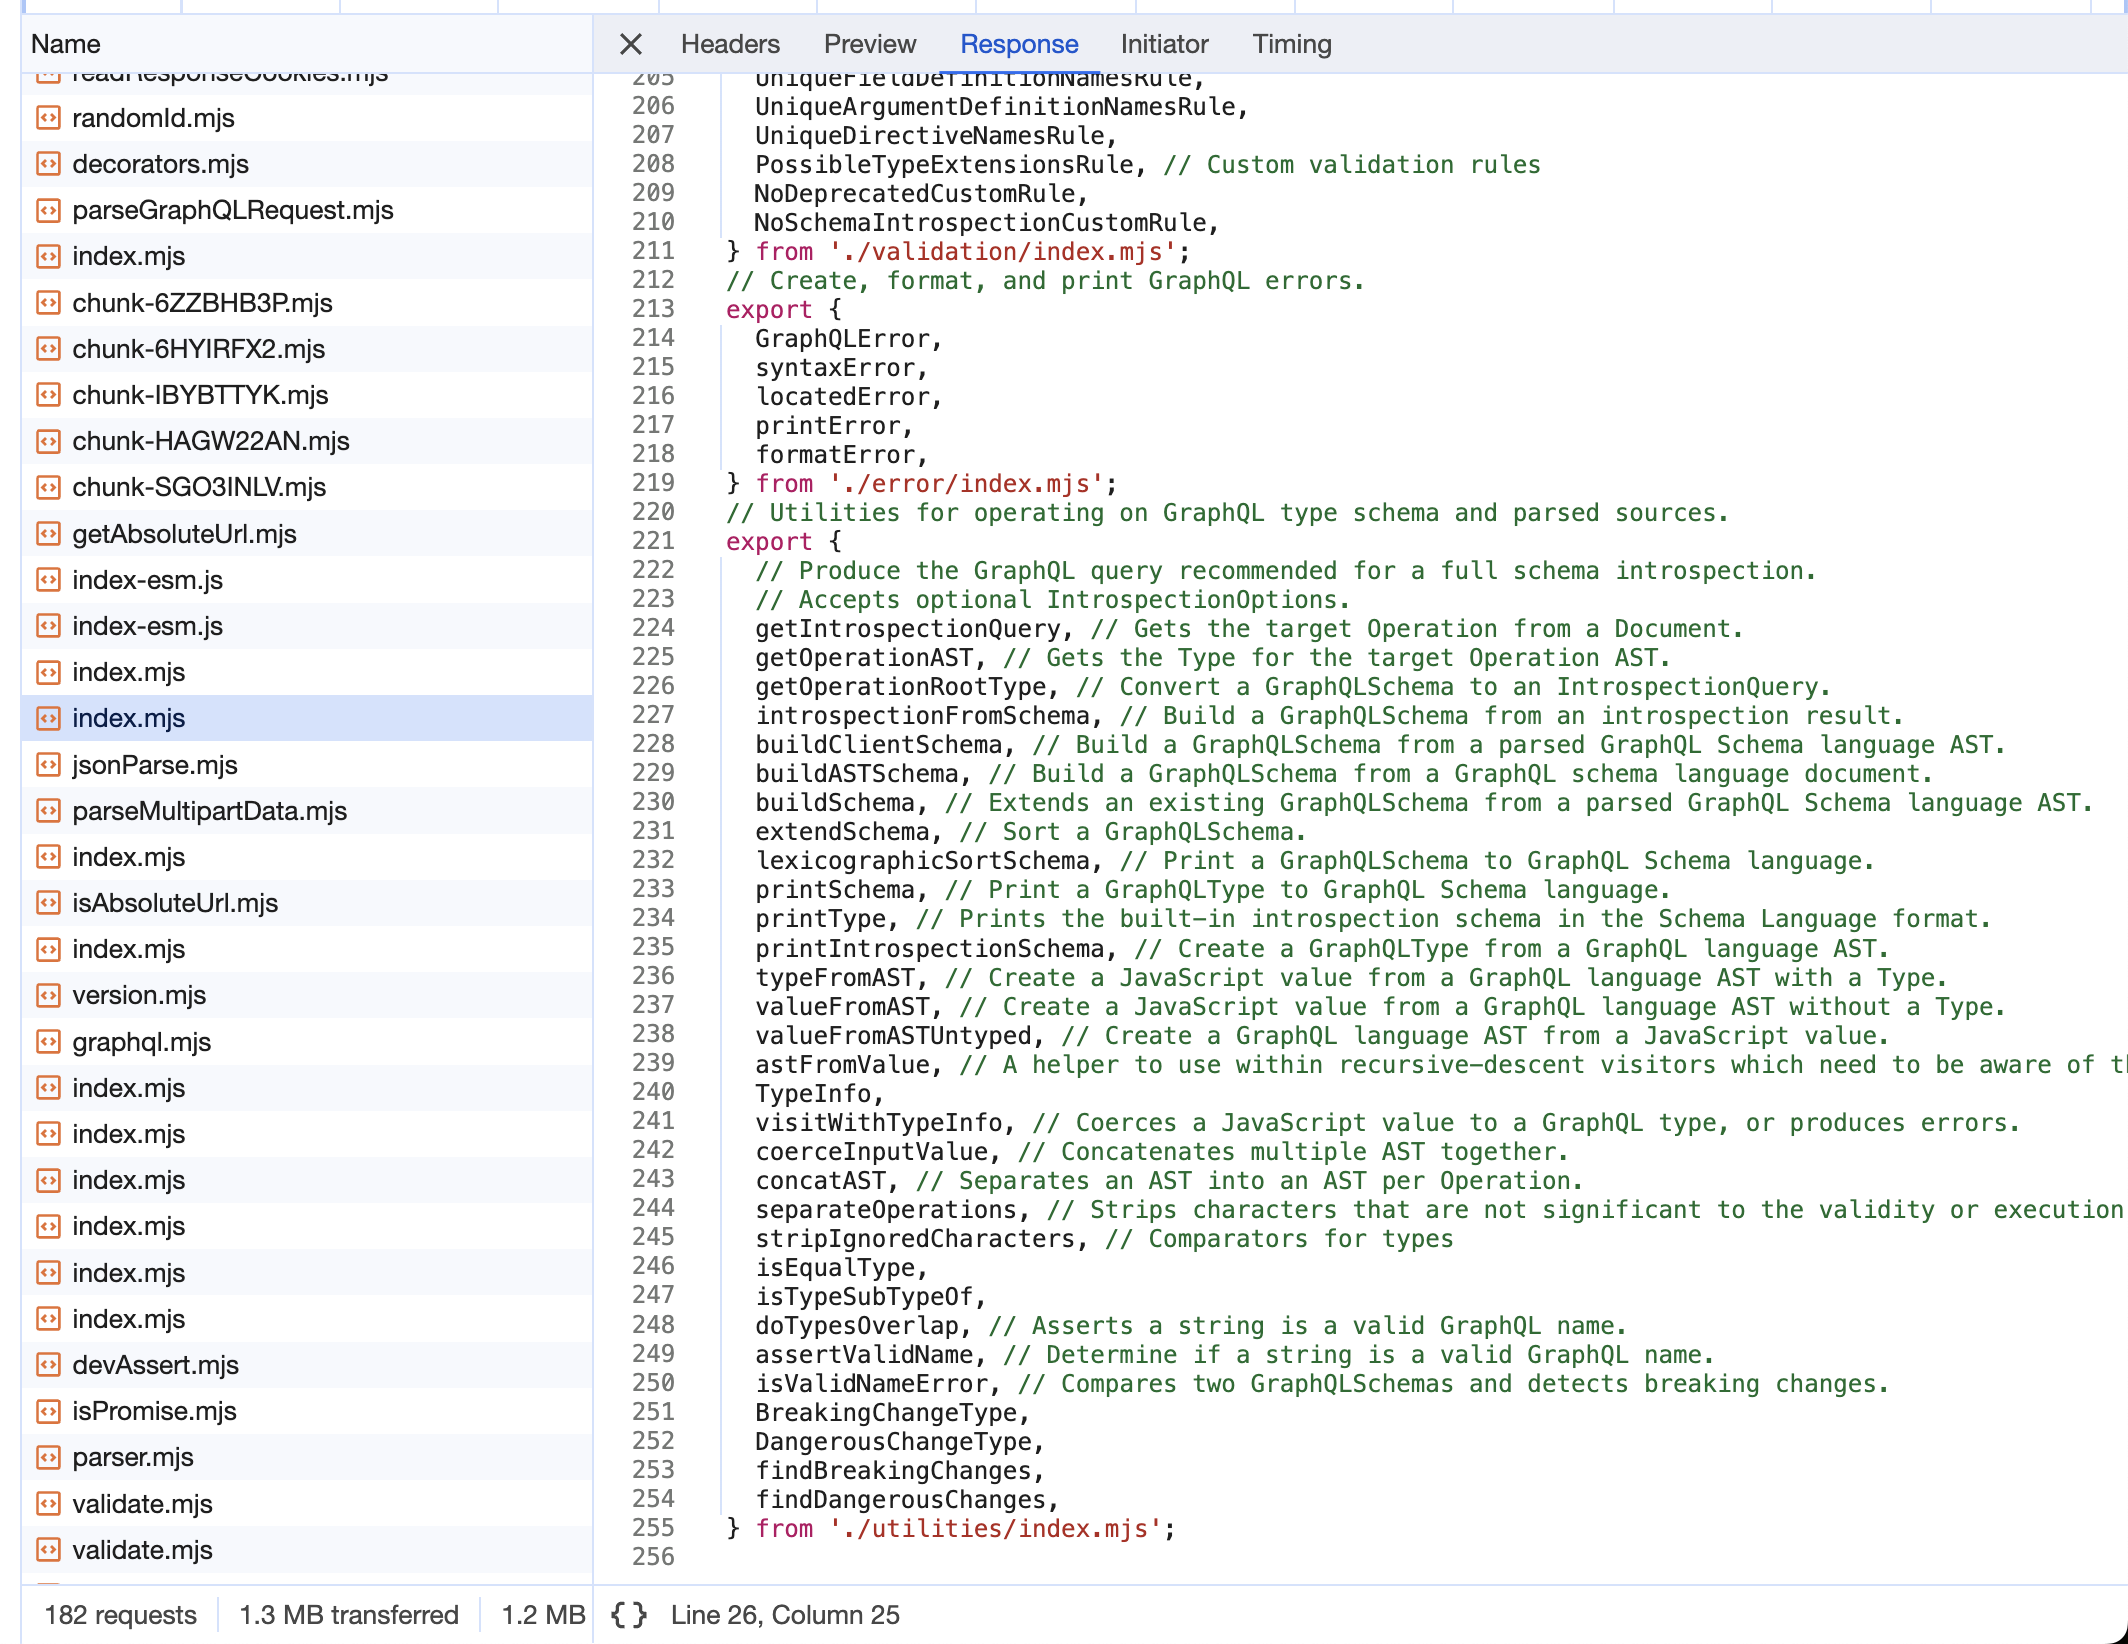 Name
readResponseCookies.mjs
randomId.mjs
decorators.mjs
parseGraphQLRequest.mjs
index.mjs
chunk-6ZZBHB3P.mjs
chunk-6HYIRFX2.mjs
chunk-IBYBTTYK.mjs
chunk-HAGW22AN.mjs
chunk-SGO3INLV.mjs
getAbsoluteUrl.mjs
index-esm.js
index-esm.js
index.mjs
index.mjs
jsonParse.mjs
parseMultipartData.mjs
index.mjs
isAbsoluteUrl.mjs
index.mjs
version.mjs
graphql.mjs
index.mjs
index.mjs
index.mjs
index.mjs
index.mjs
index.mjs
devAssert.mjs
isPromise.mjs
parser.mjs
validate.mjs
validate.mjs
182 requests 1.3 MB transferred 1.2 MB
Headers Preview Response Initiator Timing
205 UniqueFieldDefinitionNamesRule,
206 UniqueArgumentDefinitionNamesRule,
207 UniqueDirectiveNamesRule,
208 PossibleTypeExtensionsRule, // Custom validation rules
209 NoDeprecatedCustomRule,
210 NoSchemaIntrospectionCustomRule,
211 } from './validation/index.mjs';
212 // Create, format, and print GraphQL errors.
213 export {
214 GraphQLError,
215 syntaxError,
216 locatedError,
217 printError,
218 formatError,
219 } from './error/index.mjs';
220 // Utilities for operating on GraphQL type schema and parsed sources.
221 export {
222 // Produce the GraphQL query recommended for a full schema introspection.
223 // Accepts optional IntrospectionOptions.
224 getIntrospectionQuery, // Gets the target Operation from a Document.
225 getOperationAST, // Gets the Type for the target Operation AST.
226 getOperationRootType, // Convert a GraphQLSchema to an IntrospectionQuery.
227 introspectionFromSchema, // Build a GraphQLSchema from an introspection result.
228 buildClientSchema, // Build a GraphQLSchema from a parsed GraphQL Schema language AST.
229 buildASTSchema, // Build a GraphQLSchema from a GraphQL schema language document.
230 buildSchema, // Extends an existing GraphQLSchema from a parsed GraphQL Schema language AST.
231 extendSchema, // Sort a GraphQLSchema.
232 lexicographicSortSchema, // Print a GraphQLSchema to GraphQL Schema language.
233 printSchema, // Print a GraphQLType to GraphQL Schema language.
234 printType, // Prints the built-in introspection schema in the Schema Language format.
235 printIntrospectionSchema, // Create a GraphQLType from a GraphQL language AST.
236 typeFromAST, // Create a JavaScript value from a GraphQL language AST with a Type.
237 valueFromAST, // Create a JavaScript value from a GraphQL language AST without a Type.
238 valueFromASTUntyped, // Create a GraphQL language AST from a JavaScript value.
239 astFromValue, // A helper to use within recursive-descent visitors which need to be aware of
240 TypeInfo,
241 visitWithTypeInfo, // Coerces a JavaScript value to a GraphQL type, or produces errors.
242 coerceInputValue, // Concatenates multiple AST together.
243 concatAST, // Separates an AST into an AST per Operation.
244 separateOperations, // Strips characters that are not significant to the validity or execution
245 stripIgnoredCharacters, // Comparators for types
246 isEqualType,
247 isTypeSubTypeOf,
248 doTypesOverlap, // Asserts a string is a valid GraphQL name.
249 assertValidName, // Determine if a string is a valid GraphQL name.
250 isValidNameError, // Compares two GraphQLSchemas and detects breaking changes.
251 BreakingChangeType,
252 DangerousChangeType,
253 findBreakingChanges,
254 findDangerousChanges,
255 } from './utilities/index.mjs';
256
{ } Line 26, Column 25